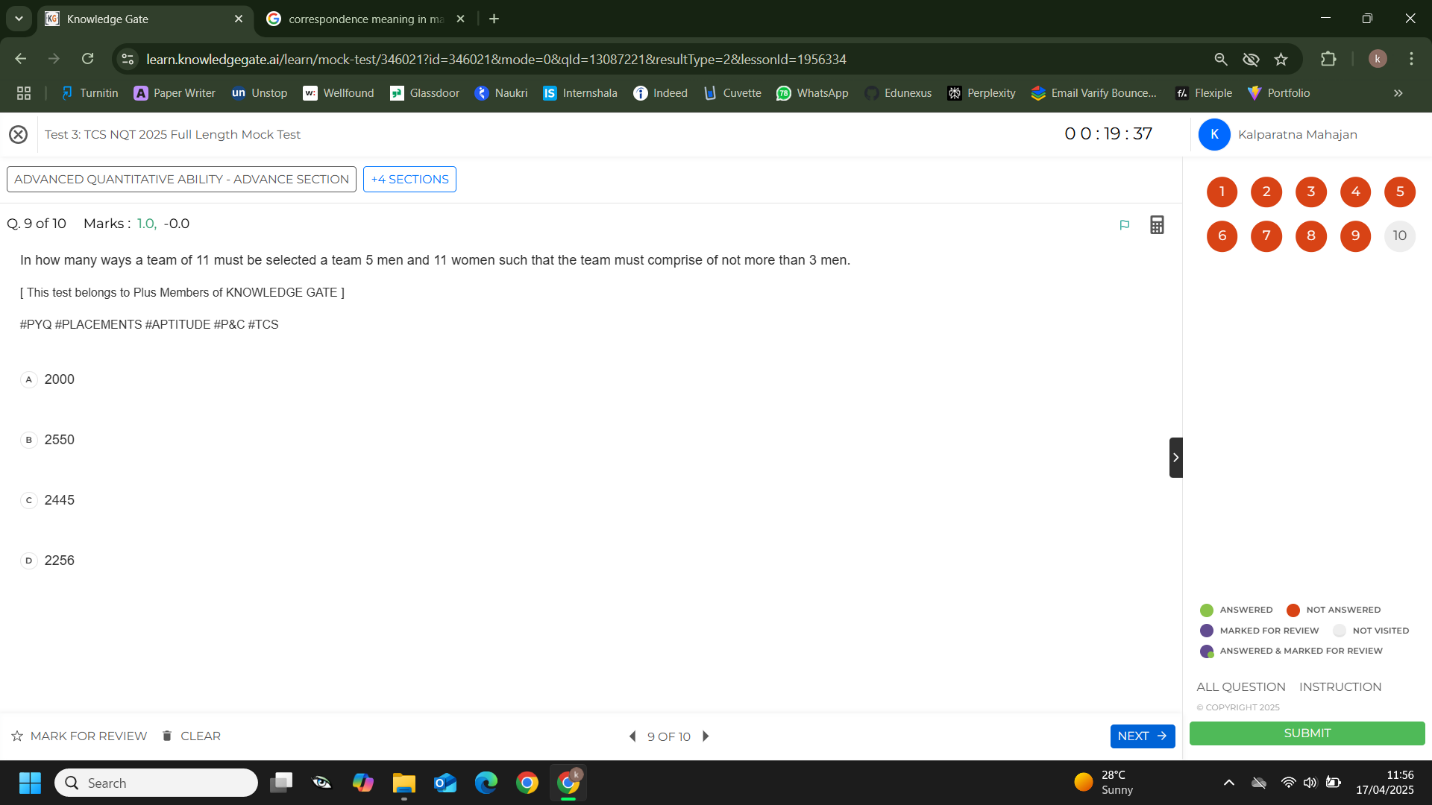 Knowledge Gate
correspondence meaning in ma
learn.knowledgegate.ai/learn/mock-test/346021?id=346021&mode=0&qId=13087221&resultType=2&lessonId=1956334
k
Turnitin
Paper Writer
Unstop
Wellfound
Glassdoor
Naukri
Internshala
Indeed
Cuvette
WhatsApp
Edunexus
Perplexity
Email Varify Bounce...
Flexiple
Portfolio
Test 3: TCS NQT 2025 Full Length Mock Test
00:19:37
K
Kalparatna Mahajan
ADVANCED QUANTITATIVE ABILITY - ADVANCE SECTION
+4 SECTIONS
Q. 9 of 10 Marks : 1.0, -0.0
In how many ways a team of 11 must be selected a team 5 men and 11 women such that the team must comprise of not more than 3 men.
[ This test belongs to Plus Members of KNOWLEDGE GATE ]
#PYQ #PLACEMENTS #APTITUDE #P&C #TCS
A 2000
B 2550
C 2445
D 2256
1 2 3 4 5
6 7 8 9 10
ANSWERED NOT ANSWERED
MARKED FOR REVIEW NOT VISITED
ANSWERED & MARKED FOR REVIEW
ALL QUESTION INSTRUCTION
© COPYRIGHT 2025
SUBMIT
MARK FOR REVIEW CLEAR
9 OF 10
NEXT
Search
28°C
Sunny
11:56
17/04/2025